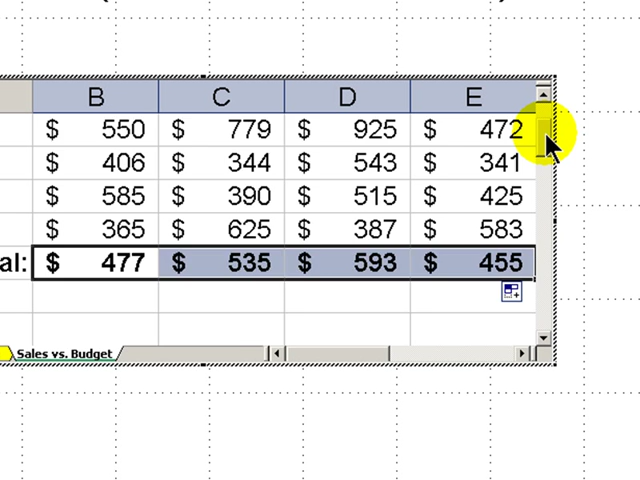 B C D E
$ 550 $ 779 $ 925 $ 472
$ 406 $ 344 $ 543 $ 341
$ 585 $ 390 $ 515 $ 425
$ 365 $ 625 $ 387 $ 583
al: $ 477 $ 535 $ 593 $ 455
Sales vs. Budget